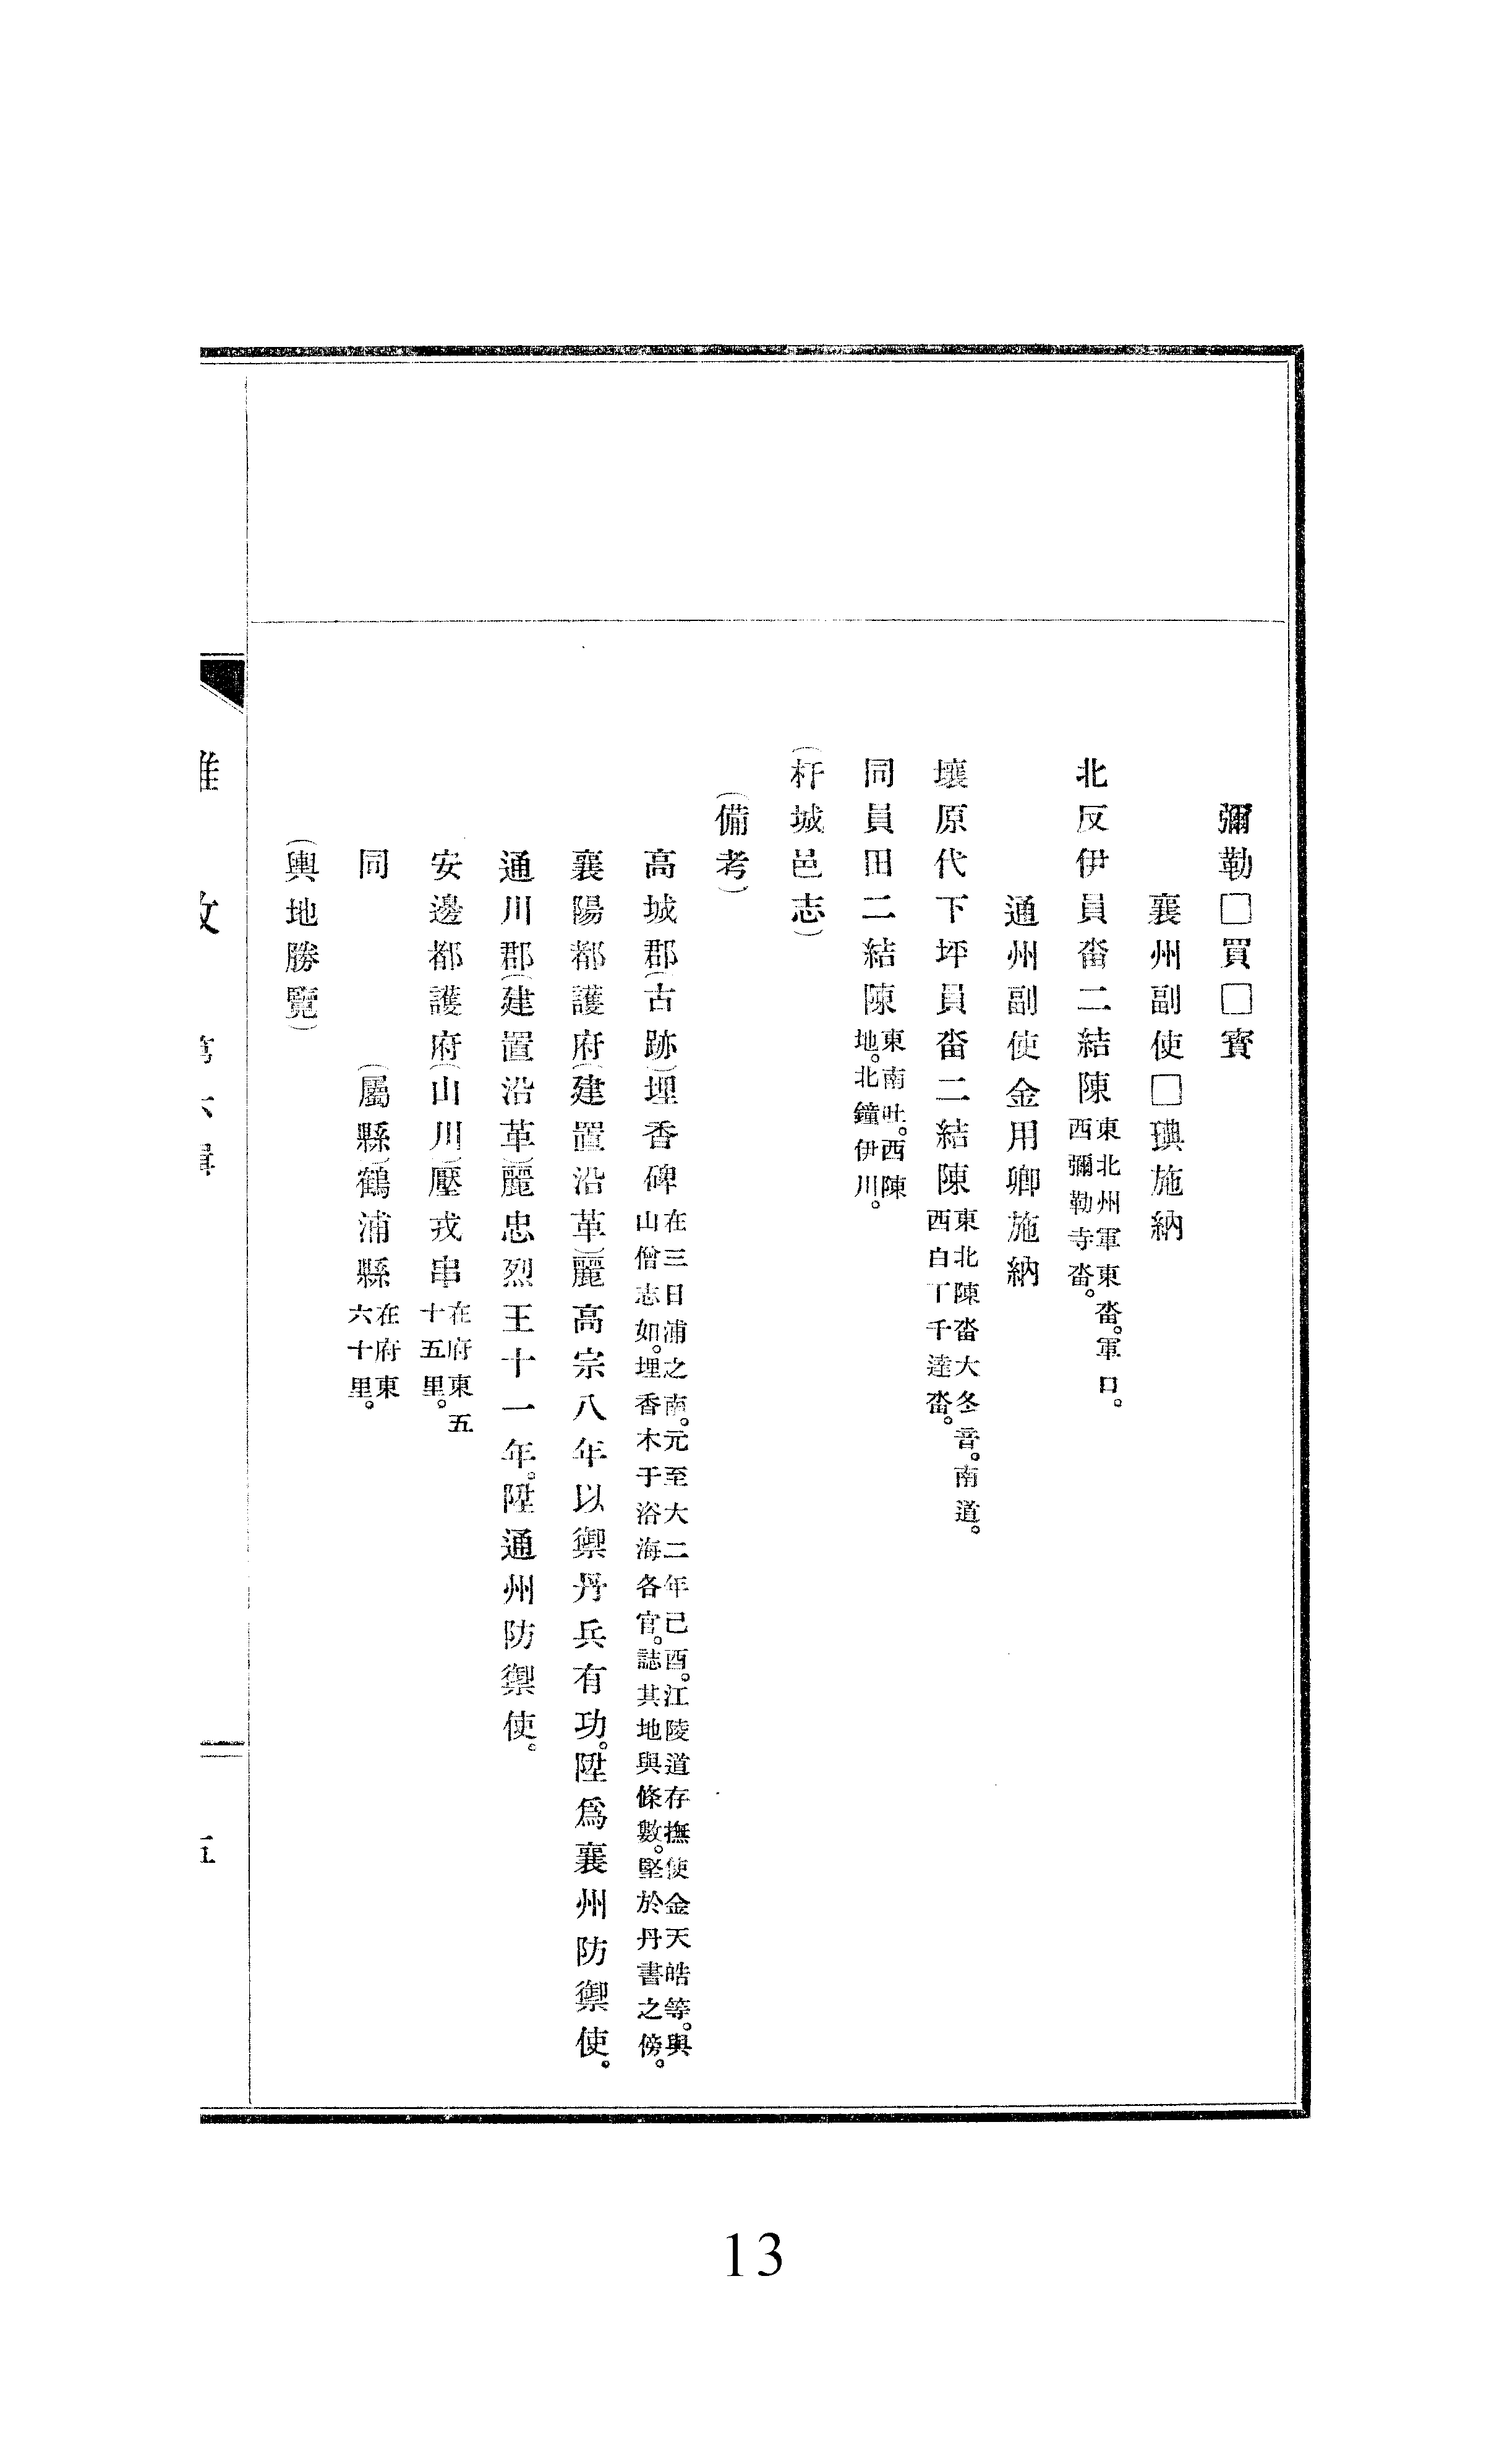 彌勒□買□寶
襄州副使□琠施納
北反伊員畓二結陳東北州軍東畓。軍口。西彌勒寺畓。
通州副使金用卿施納
壤原代下坪員畓二結陳東北陳畓大冬音。南道。西白丁千達畓。
同員田二結陳東南吐。西陳地。北鐘伊川。
(杆城邑志)
(備考)
高城郡(古跡)埋香碑在三日浦之南。元至大二年己酉。江陵道存撫使金天皓等。與山僧志如。埋香木于浴海各官。誌其地與條數。竪於丹書之傍。
襄陽都護府(建置沿革)麗高宗八年以禦丹兵有功。陞爲襄州防禦使。
通川郡(建置沿革)麗忠烈王十一年。陞通州防禦使。
安邊都護府(山川)壓戎串在府東五十五里。
同 (屬縣)鶴浦縣在府東六十里。
(輿地勝覽)
13